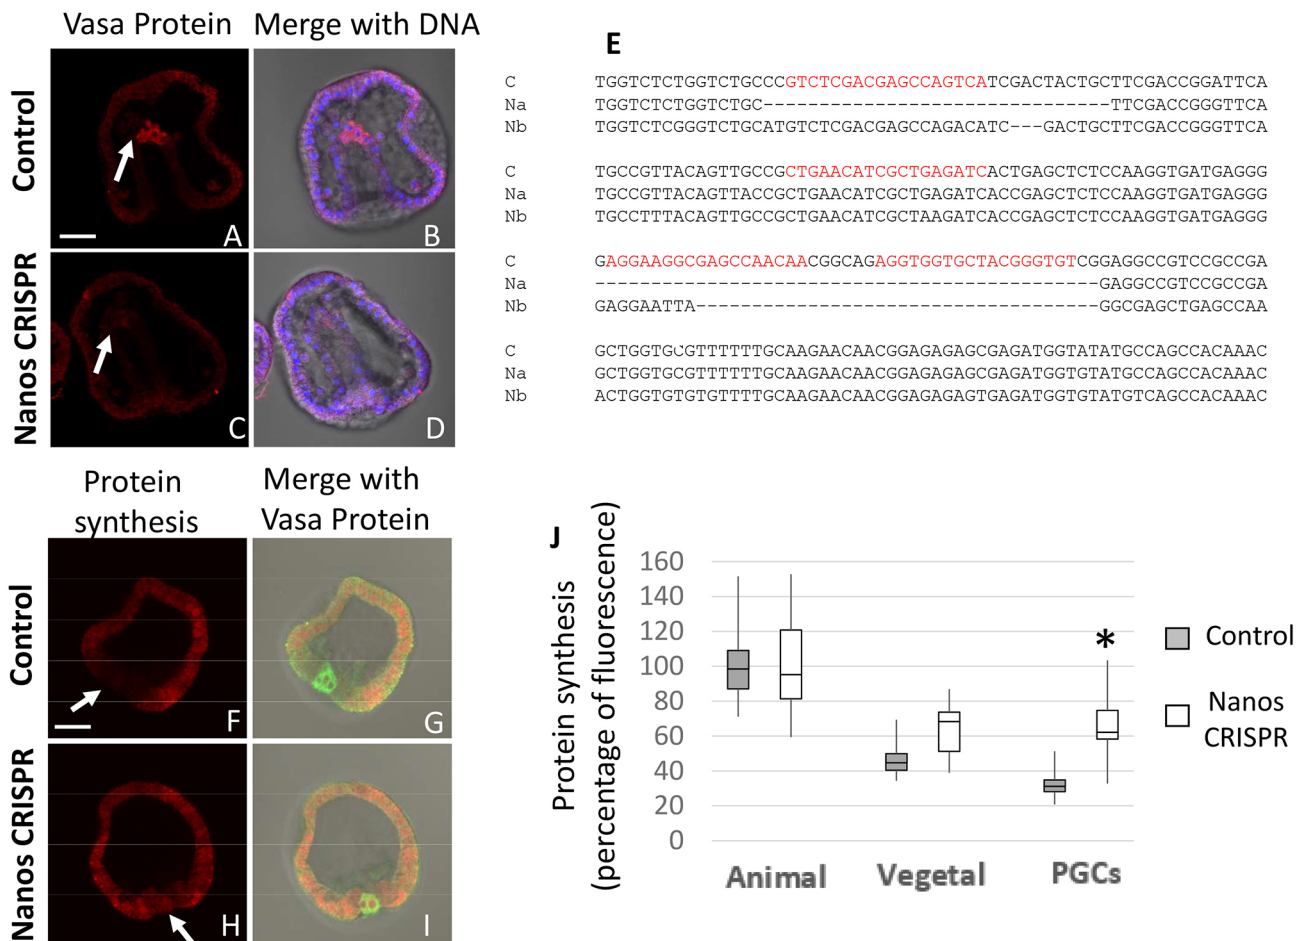 Vasa Protein Merge with DNA
Control
A
B
Nanos CRISPR
C
D
E
C TGGTCTCTGGTCTGCCCGTCTCGACGAGCCAGTCATCGACTACTGCTTCGACCGGATTCA
Na TGGTCTCTGGTCTGC-------------------------------TTCGACCGGGTTCA
Nb TGGTCTCGGGTCTGCATGTCTCGACGAGCCAGACATC---GACTGCTTCGACCGGGTTCA
C TGCCGTTACAGTTGCCGCTGAACATCGCTGAGATCACTGAGCTCTCCAAGGTGATGAGGG
Na TGCCGTTACAGTTACCGCTGAACATCGCTGAGATCACCGAGCTCTCCAAGGTGATGAGGG
Nb TGCCTTTACAGTTGCCGCTGAACATCGCTAAGATCACCGAGCTCTCCAAGGTGATGAGGG
C GAGGAAGGCGAGCCAACAACGGCAGAGGTGGTGCTACGGGTGTCGGAGGCCGTCCGCCGA
Na ---------------------------------------------GAGGCCGTCCGCCGA
Nb GAGGAATTA------------------------------------GGCGAGCTGAGCCAA
C GCTGGTGCGTTTTTTGCAAGAACAACGGAGAGAGCGAGATGGTATATGCCAGCCACAAAC
Na GCTGGTGCGTTTTTTGCAAGAACAACGGAGAGAGCGAGATGGTGTATGCCAGCCACAAAC
Nb ACTGGTGTGTGTTTTGCAAGAACAACGGAGAGAGTGAGATGGTGTATGTCAGCCACAAAC
Protein
synthesis
Merge with
Vasa Protein
Control
F
G
Nanos CRISPR
H
I
J
Protein synthesis
(percentage of fluorescence)
160
140
120
100
80
60
40
20
0
*
Animal Vegetal PGCs
Control
Nanos
CRISPR